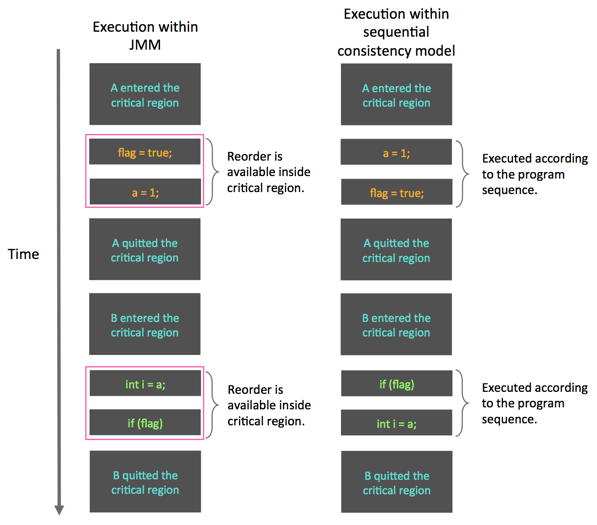 Execution within
JMM
Execution within
sequential
consistency model
A entered the
critical region
A entered the
critical region
flag = true;
a = 1;
Reorder is
available inside
critical region.
a = 1;
flag = true;
Executed according
to the program
sequence.
Time
A quitted the
critical region
A quitted the
critical region
B entered the
critical region
B entered the
critical region
int i = a;
if (flag)
Reorder is
available inside
critical region.
if (flag)
int i = a;
Executed according
to the program
sequence.
B quitted the
critical region
B quitted the
critical region